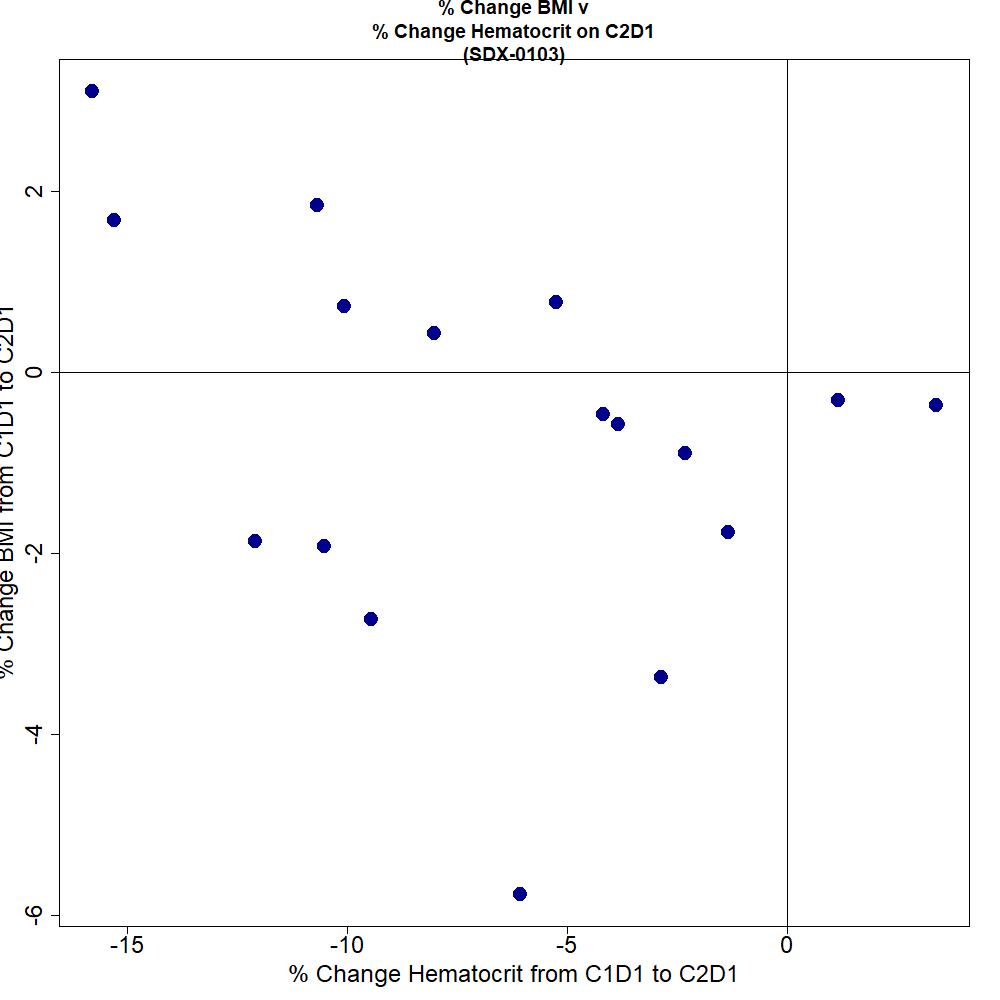 % Change BMI v
% Change Hematocrit on C2D1
(SDX-0103)
% Change BMI from C1D1 to C2D1
2
0
-2
-4
-6
-15
-10
-5
0
% Change Hematocrit from C1D1 to C2D1